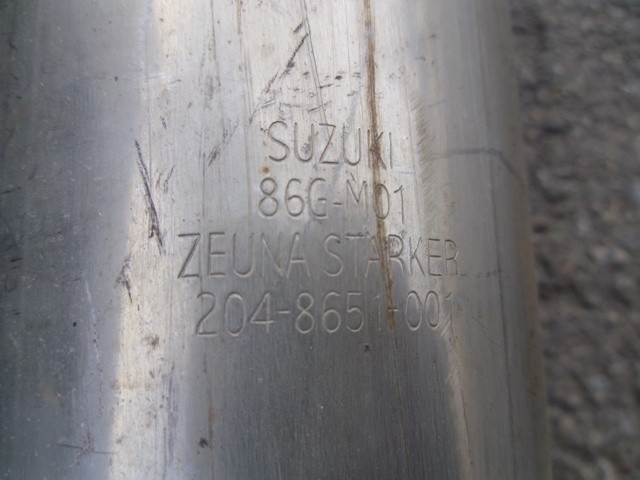 SUZUKI
86G-M01
ZEUNA STARKER
204-8651-001